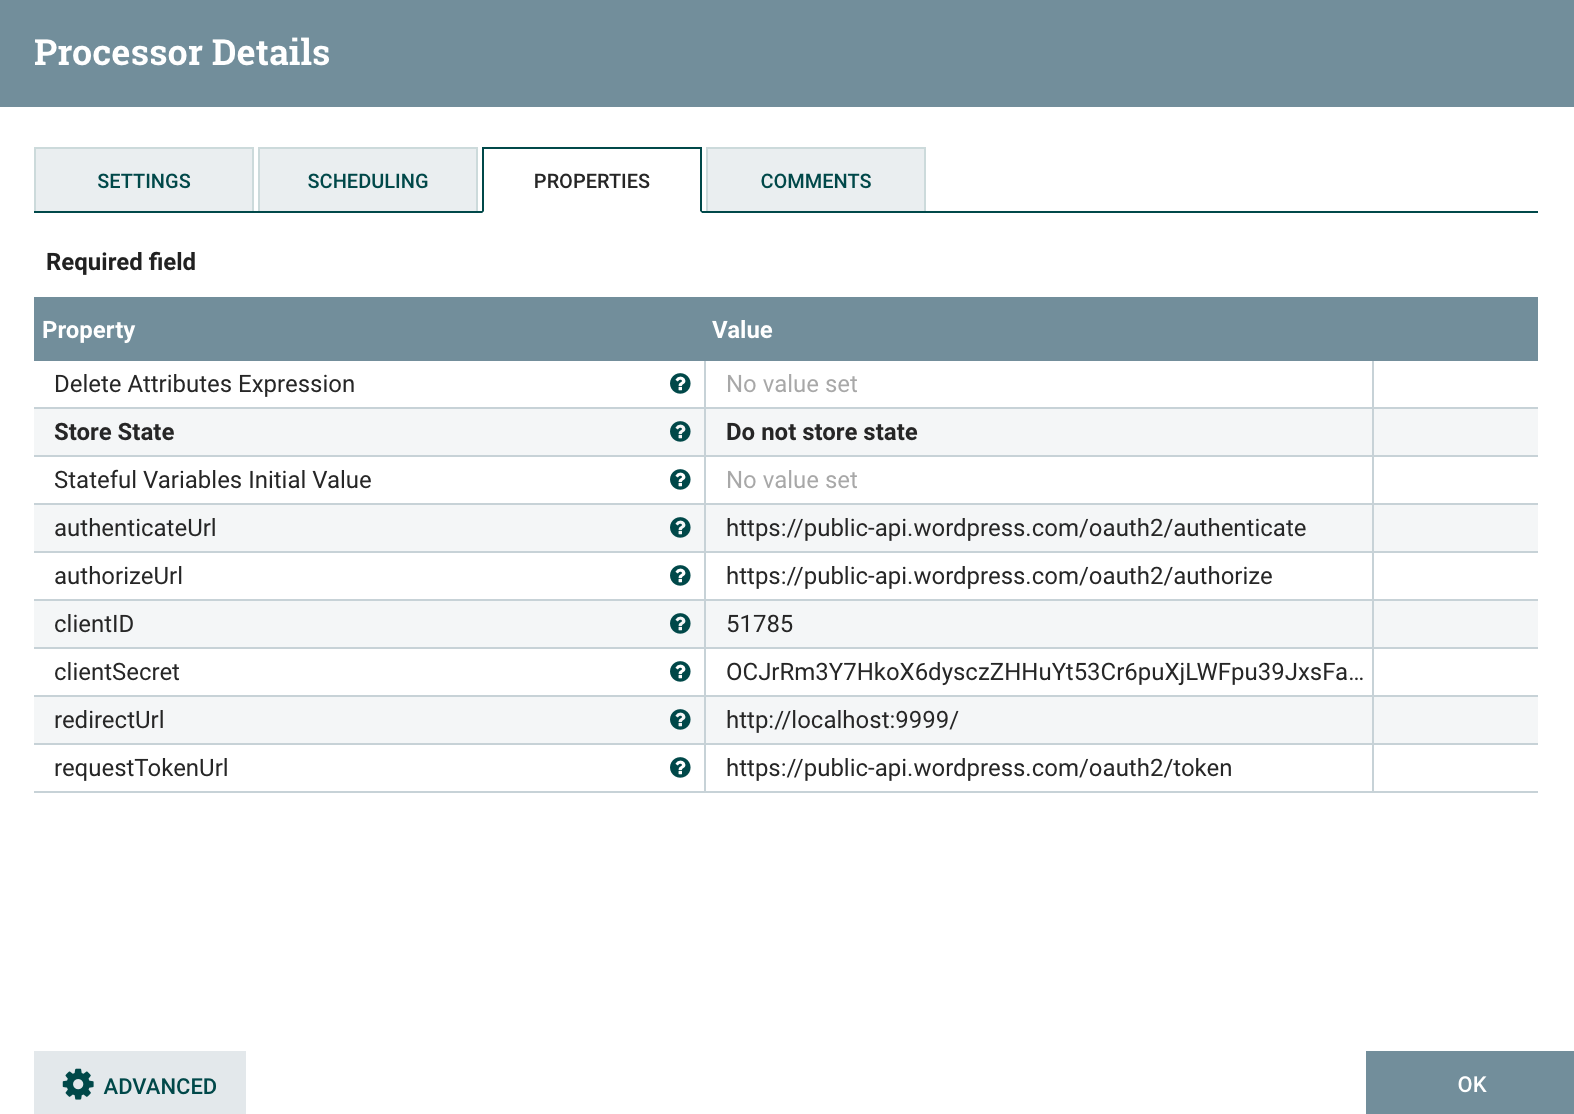 Processor Details
SETTINGS SCHEDULING PROPERTIES COMMENTS
Required field
Property Value
Delete Attributes Expression ? No value set
Store State ? Do not store state
Stateful Variables Initial Value ? No value set
authenticateUrl ? https://public-api.wordpress.com/oauth2/authenticate
authorizeUrl ? https://public-api.wordpress.com/oauth2/authorize
clientID ? 51785
clientSecret ? OCJrRm3Y7HkoX6dysczZHHuYt53Cr6puXjLWFpu39JxsFa...
redirectUrl ? http://localhost:9999/
requestTokenUrl ? https://public-api.wordpress.com/oauth2/token
ADVANCED OK